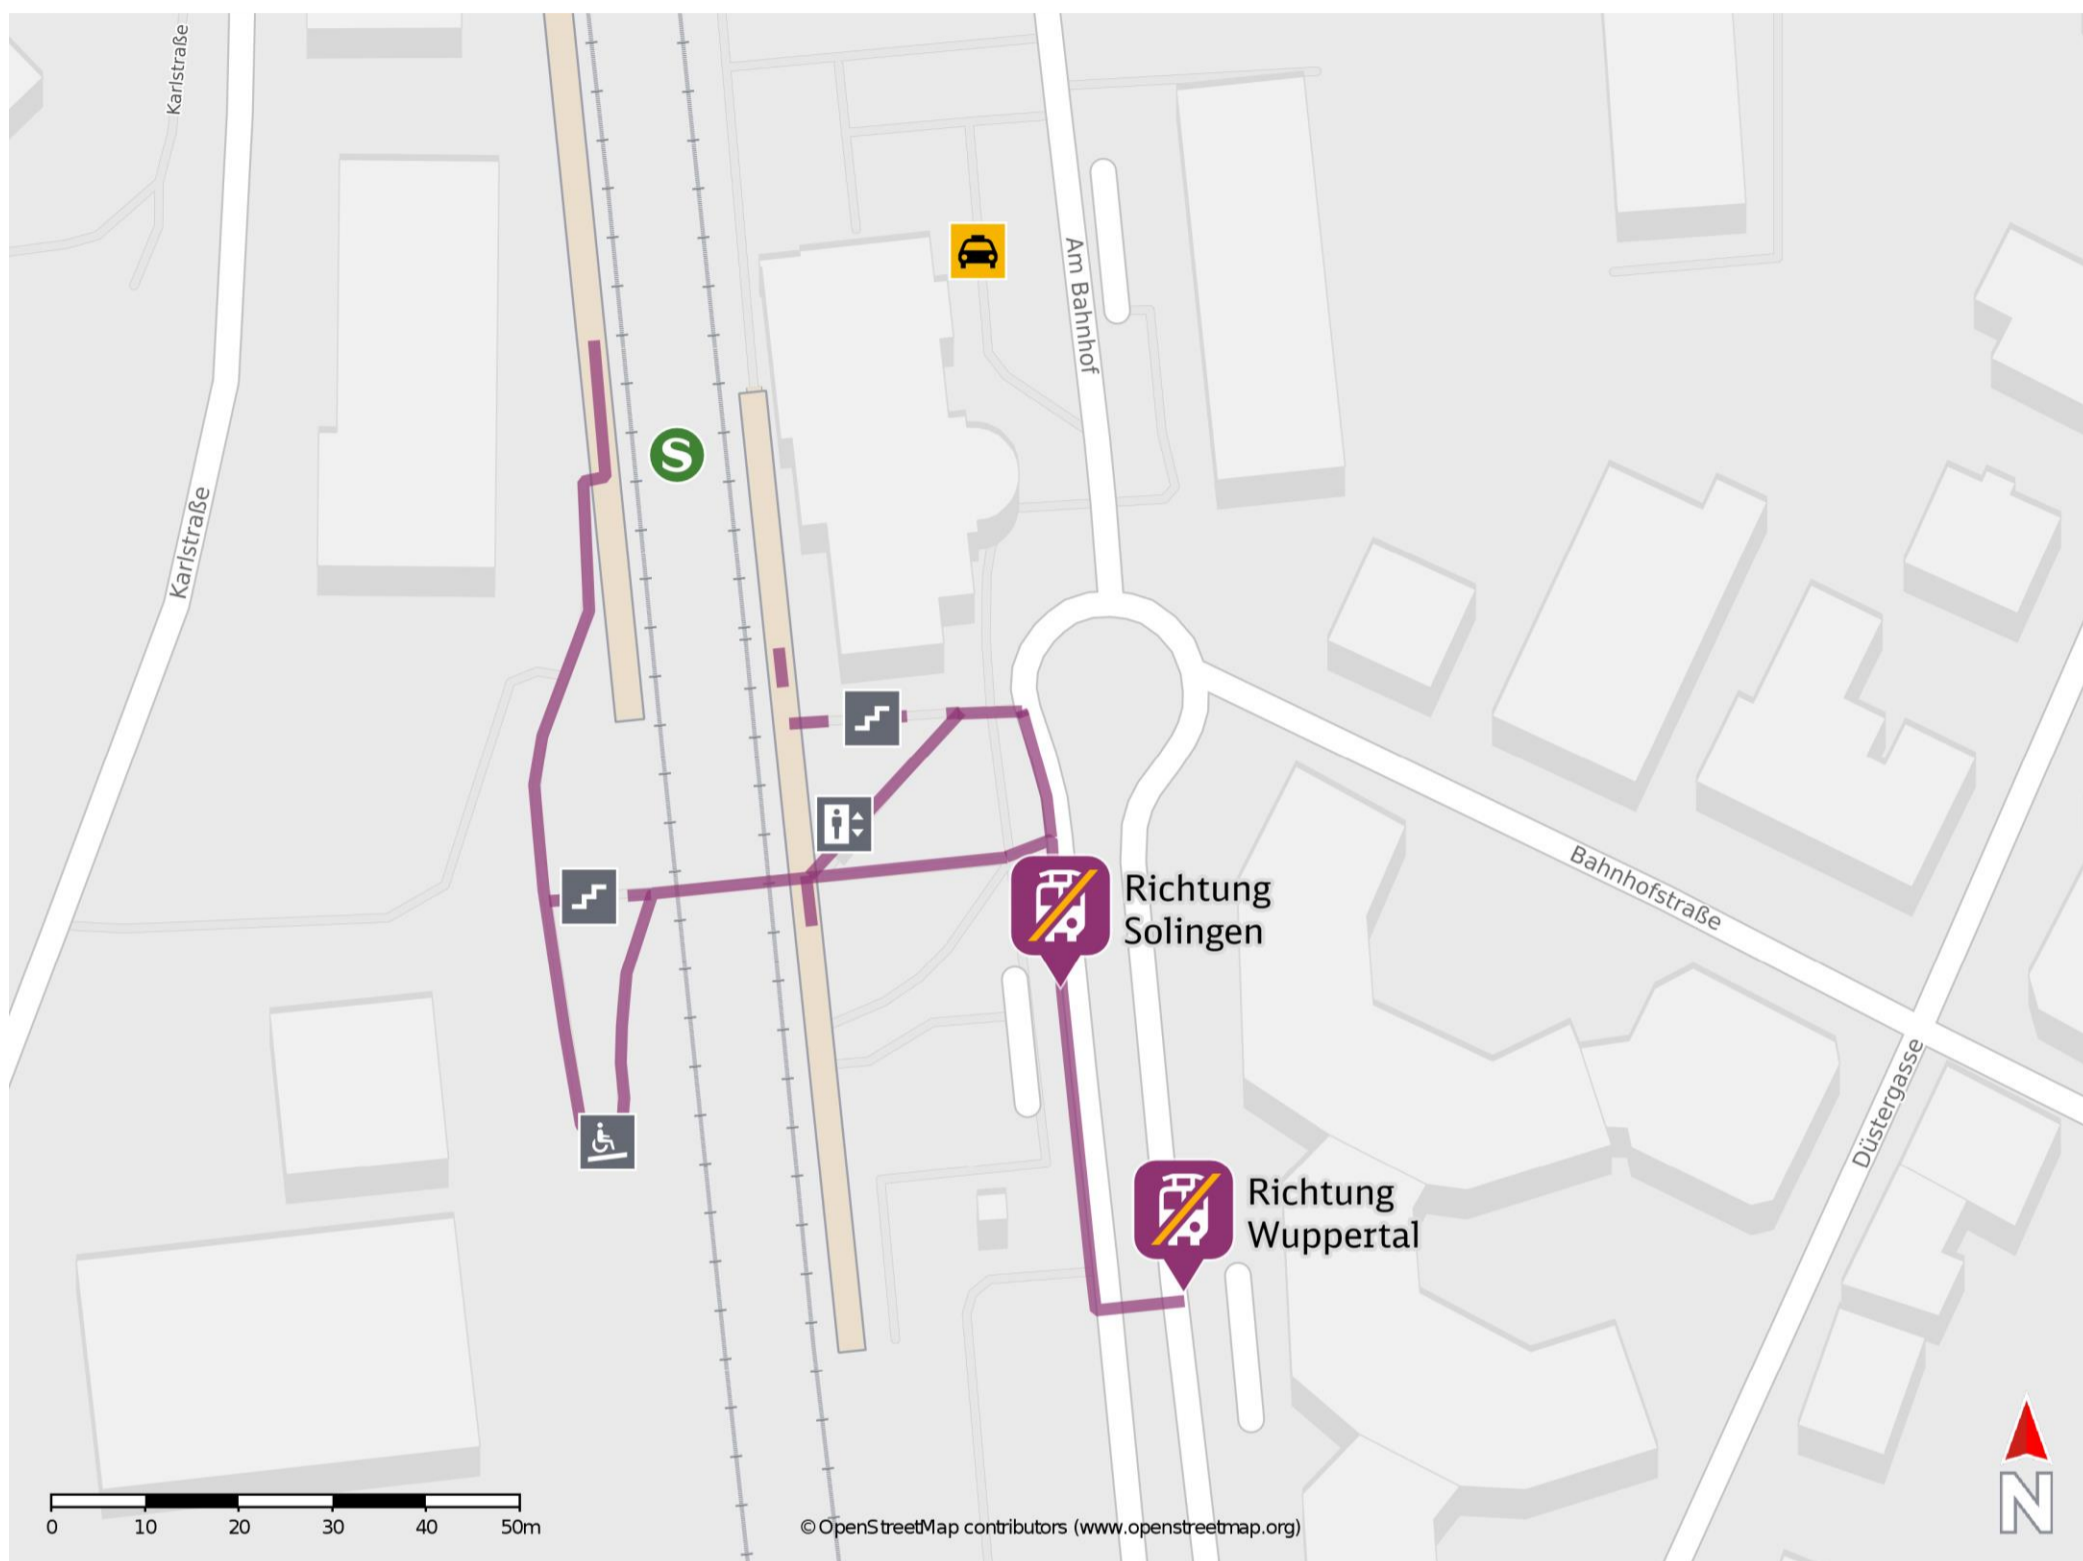 Karlstraße
Am Bahnhof
S
Karlstraße
Richtung
Solingen
Bahnhofstraße
Düstergasse
Richtung
Wuppertal
N
0 10 20 30 40 50m
© OpenStreetMap contributors (www.openstreetmap.org)